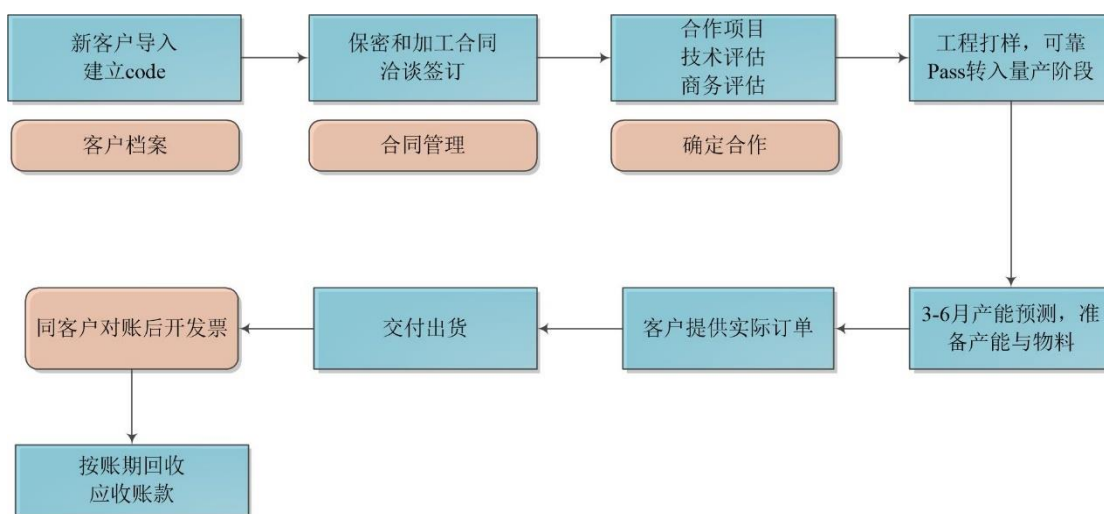 新客户导入
建立code
保密和加工合同
洽谈签订
合作项目
技术评估
商务评估
工程打样，可靠
Pass转入量产阶段
客户档案
合同管理
确定合作
同客户对账后开发票
交付出货
客户提供实际订单
3-6月产能预测，准
备产能与物料
按账期回收
应收账款